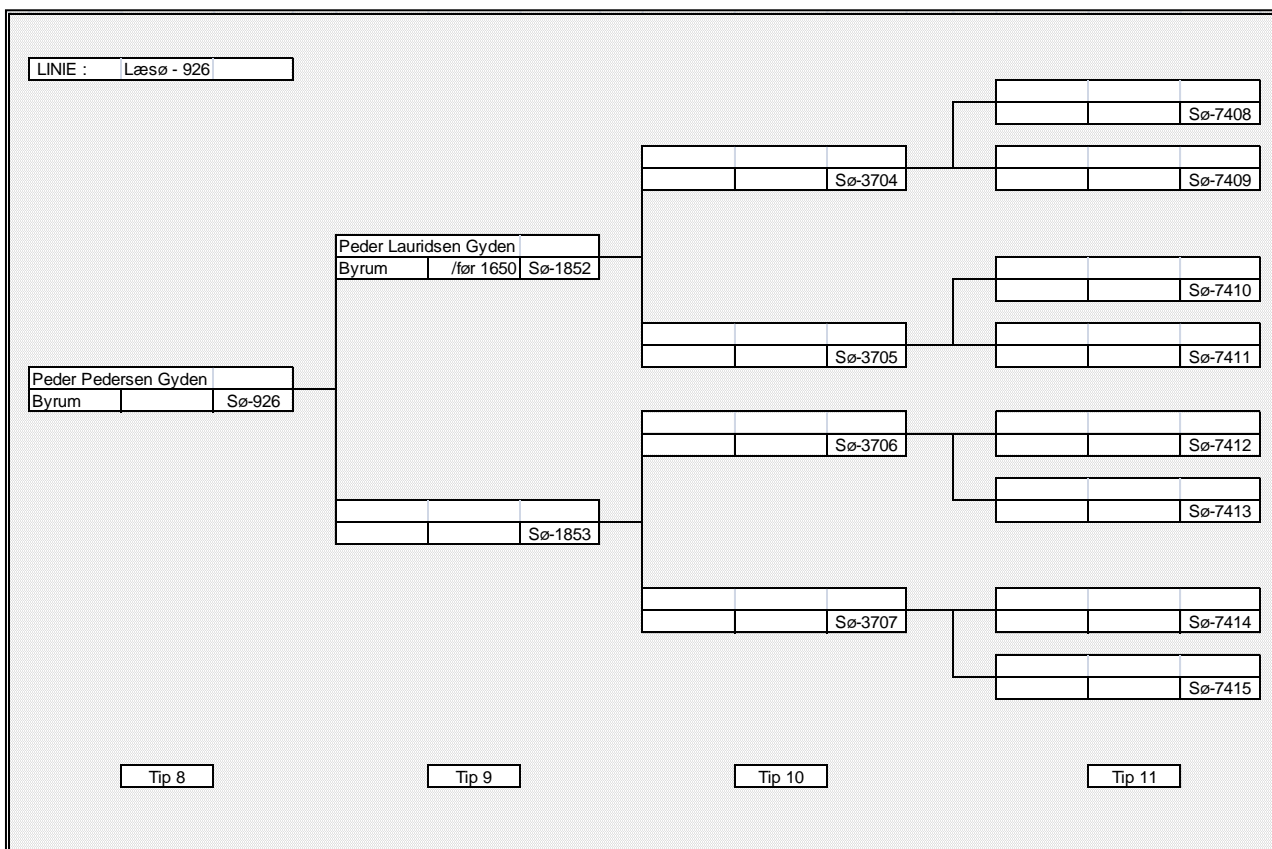 LINIE : Læsø - 926
Sø-7408
Sø-3704 Sø-7409
Peder Lauridsen Gyden
Byrum /før 1650 Sø-1852
Sø-7410
Sø-3705 Sø-7411
Peder Pedersen Gyden
Byrum Sø-926
Sø-3706 Sø-7412
Sø-7413
Sø-1853
Sø-3707 Sø-7414
Sø-7415
Tip 8 Tip 9 Tip 10 Tip 11